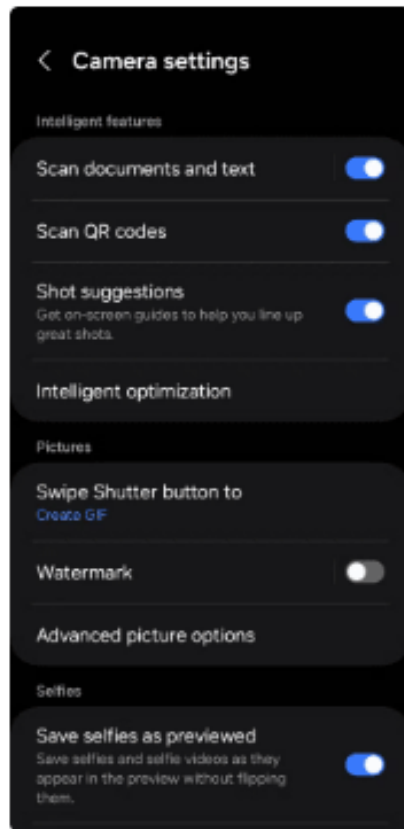 Camera settings
Intelligent features
Scan documents and text
Scan QR codes
Shot suggestions
Get on-screen guides to help you line up
great shots.
Intelligent optimization
Pictures
Swipe Shutter button to
Create GIF
Watermark
Advanced picture options
Selfies
Save selfies as previewed
Save selfies and selfie videos as they
appear in the preview without flipping
them.